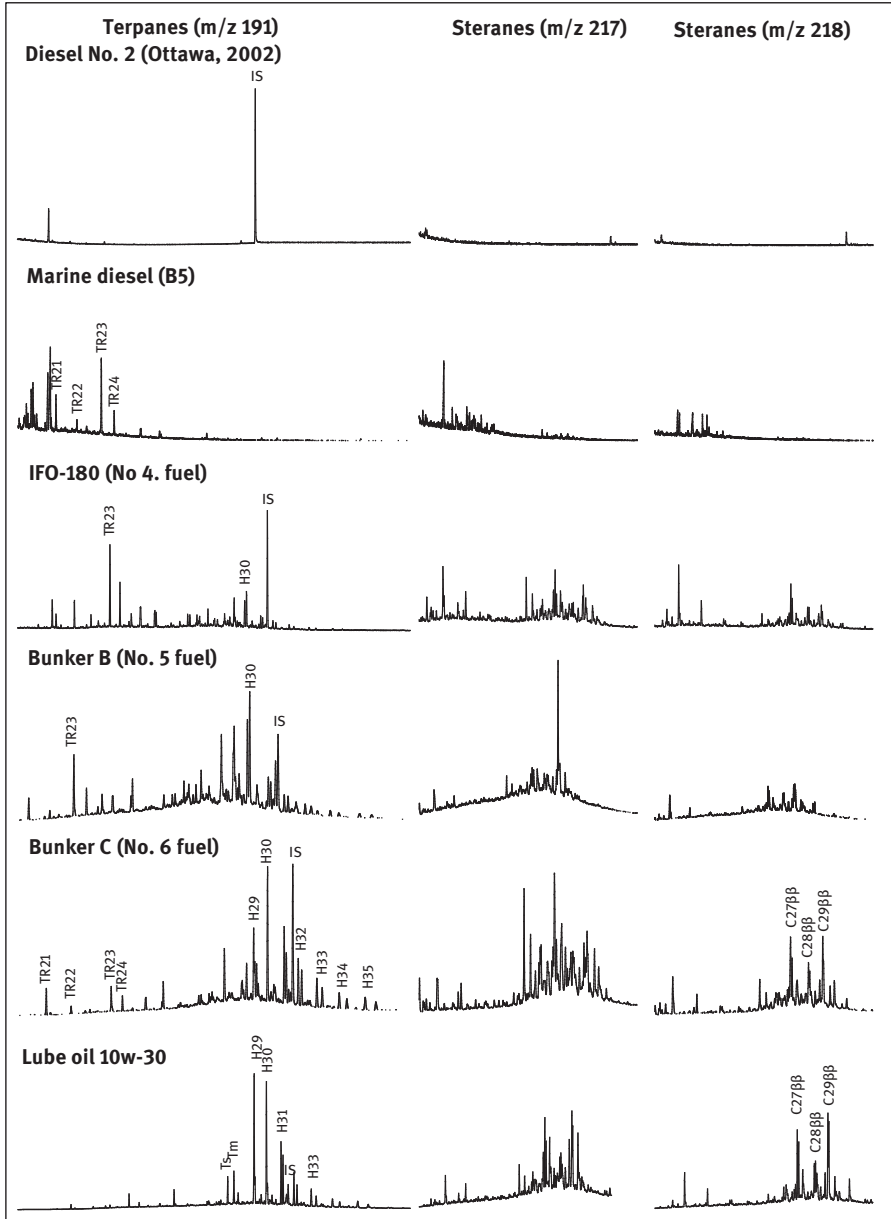 Terpanes (m/z 191)
Steranes (m/z 217)
Steranes (m/z 218)
Diesel No. 2 (Ottawa, 2002)
IS
Marine diesel (B5)
TR21
TR22
TR23
TR24
IFO-180 (No 4. fuel)
TR23
H30
IS
Bunker B (No. 5 fuel)
TR23
H30
IS
Bunker C (No. 6 fuel)
TR21
TR22
TR23
TR24
H29
H30
IS
H32
H33
H34
H35
C27ββ
C28ββ
C29ββ
Lube oil 10w-30
Ts
Tm
H29
H30
H31
IS
H33
C27ββ
C28ββ
C29ββ